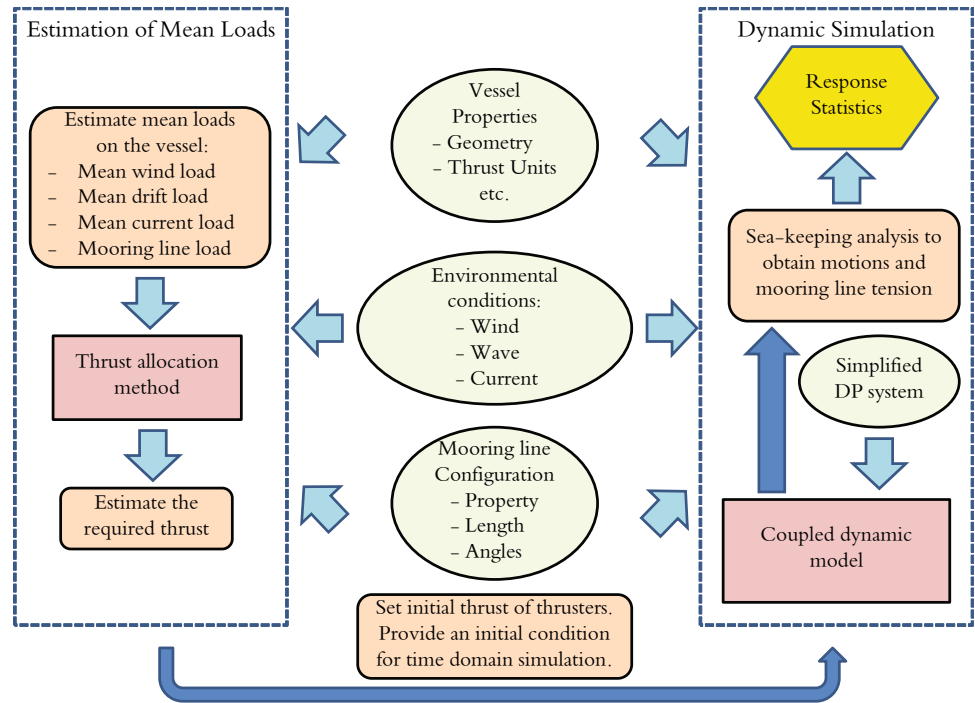 Estimation of Mean Loads
Estimate mean loads
on the vessel:
- Mean wind load
- Mean drift load
- Mean current load
- Mooring line load
Thrust allocation
method
Estimate the
required thrust
Vessel
Properties
- Geometry
- Thrust Units
etc.
Environmental
conditions:
- Wind
- Wave
- Current
Mooring line
Configuration
- Property
- Length
- Angles
Set initial thrust of thrusters.
Provide an initial condition
for time domain simulation.
Dynamic Simulation
Response
Statistics
Sea-keeping analysis to
obtain motions and
mooring line tension
Simplified
DP system
Coupled dynamic
model